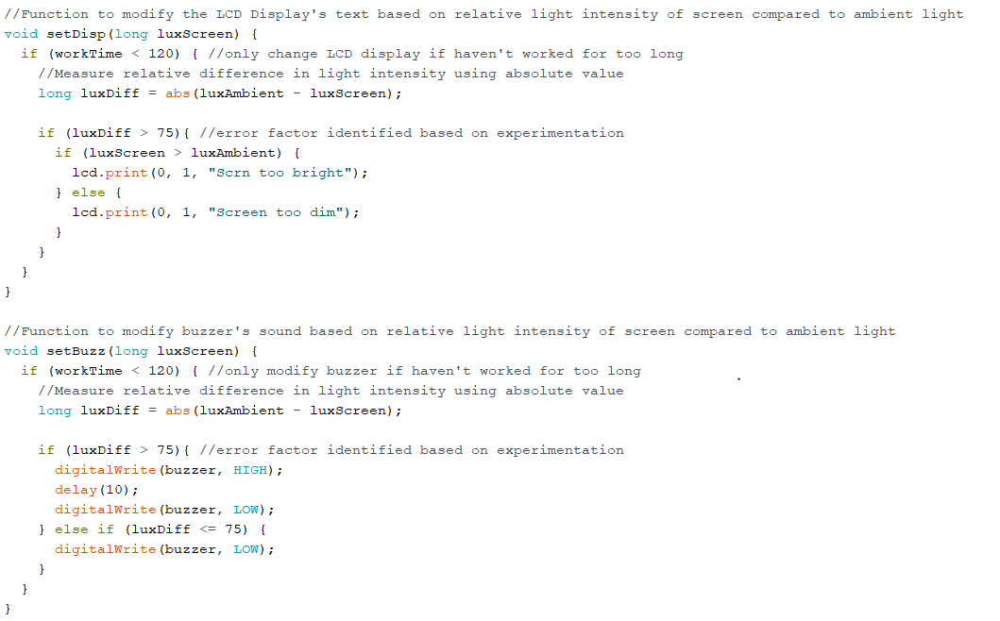 //Function to modify the LCD Display's text based on relative light intensity of screen compared to ambient light
void setDisp(long luxScreen) {
  if (workTime < 120) { //only change LCD display if haven't worked for too long
    //Measure relative difference in light intensity using absolute value
    long luxDiff = abs(luxAmbient - luxScreen);

    if (luxDiff > 75){ //error factor identified based on experimentation
      if (luxScreen > luxAmbient) {
        lcd.print(0, 1, "Scrn too bright");
      } else {
        lcd.print(0, 1, "Screen too dim");
      }
    }
  }
}

//Function to modify buzzer's sound based on relative light intensity of screen compared to ambient light
void setBuzz(long luxScreen) {
  if (workTime < 120) { //only modify buzzer if haven't worked for too long
    //Measure relative difference in light intensity using absolute value
    long luxDiff = abs(luxAmbient - luxScreen);

    if (luxDiff > 75){ //error factor identified based on experimentation
      digitalWrite(buzzer, HIGH);
      delay(10);
      digitalWrite(buzzer, LOW);
    } else if (luxDiff <= 75) {
      digitalWrite(buzzer, LOW);
    }
  }
}